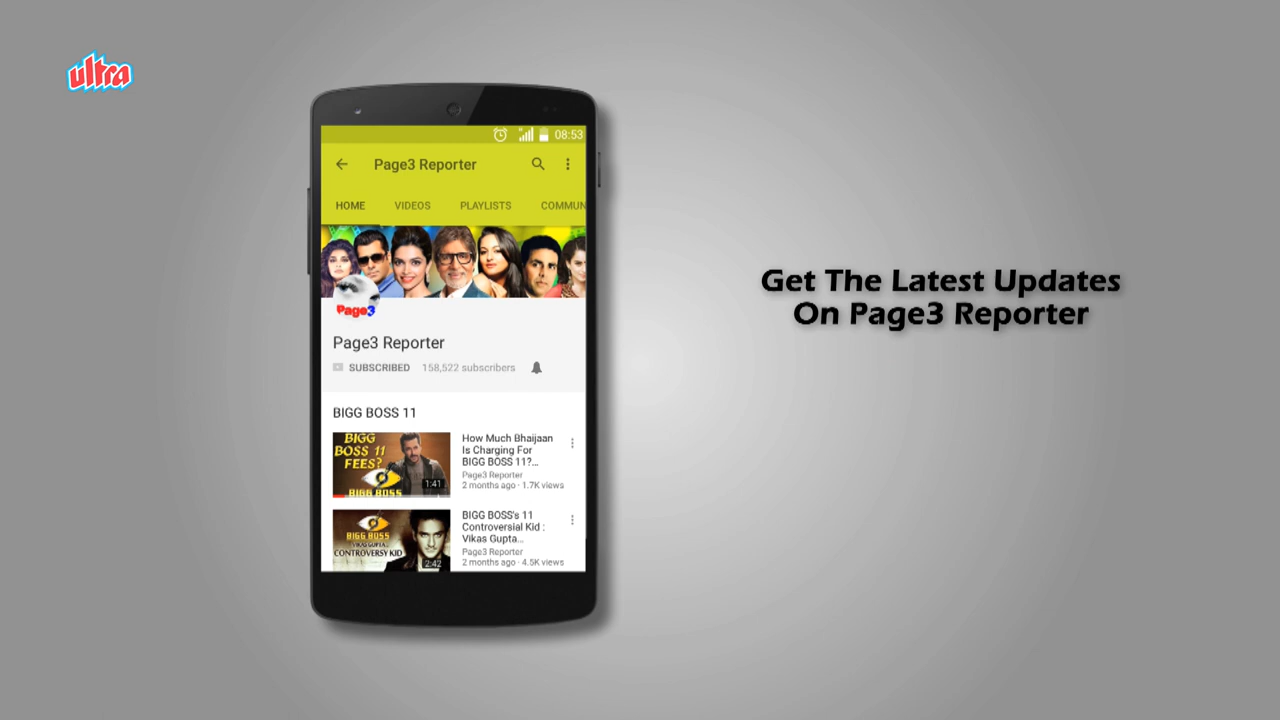 ultra
08:53
Page3 Reporter
HOME VIDEOS PLAYLISTS COMMUN
Page3
Page3 Reporter
SUBSCRIBED 158,522 subscribers
BIGG BOSS 11
BIGG
BOSS 11
FEES?
BIGG BOSS
1:41
How Much Bhaijaan
Is Charging For
BIGG BOSS 11?...
Page3 Reporter
2 months ago · 1.7K views
BIGG BOSS
VIKAS GUPTA
CONTROVERSY KID
2:42
BIGG BOSS's 11
Controversial Kid :
Vikas Gupta...
Page3 Reporter
2 months ago · 4.5K views
Get The Latest Updates
On Page3 Reporter